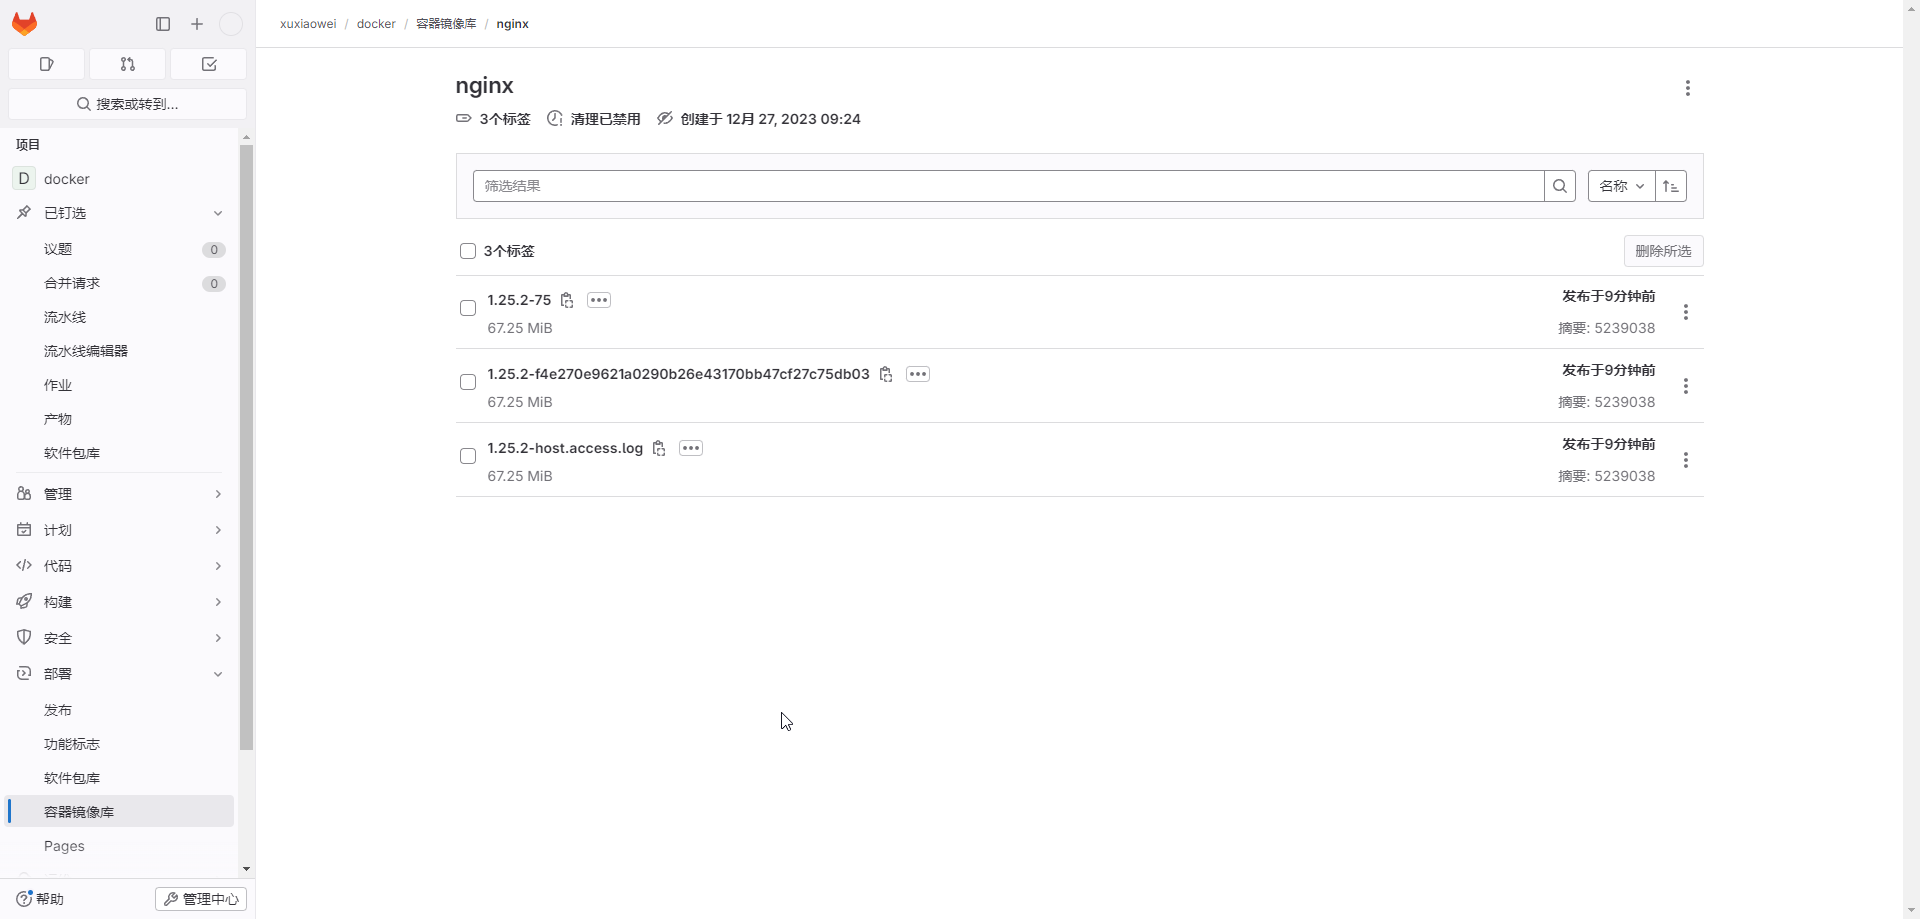 xuxiaowei / docker / 容器镜像库 / nginx
搜索或转到...
项目
D docker
已钉选
议题 0
合并请求 0
流水线
流水线编辑器
作业
产物
软件包库
管理
计划
代码
构建
安全
部署
发布
功能标志
软件包库
容器镜像库
Pages
帮助
管理中心
nginx
3个标签 清理已禁用 创建于 12月 27, 2023 09:24
筛选结果
名称
3个标签
删除所选
1.25.2-75
发布于9分钟前
67.25 MiB
摘要: 5239038
1.25.2-f4e270e9621a0290b26e43170bb47cf27c75db03
发布于9分钟前
67.25 MiB
摘要: 5239038
1.25.2-host.access.log
发布于9分钟前
67.25 MiB
摘要: 5239038